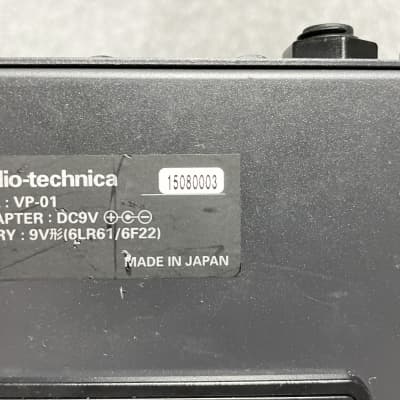 dio-technica 15080003
: VP-01
APTER : DC9V
RY : 9V形(6LR61/6F22)
MADE IN JAPAN